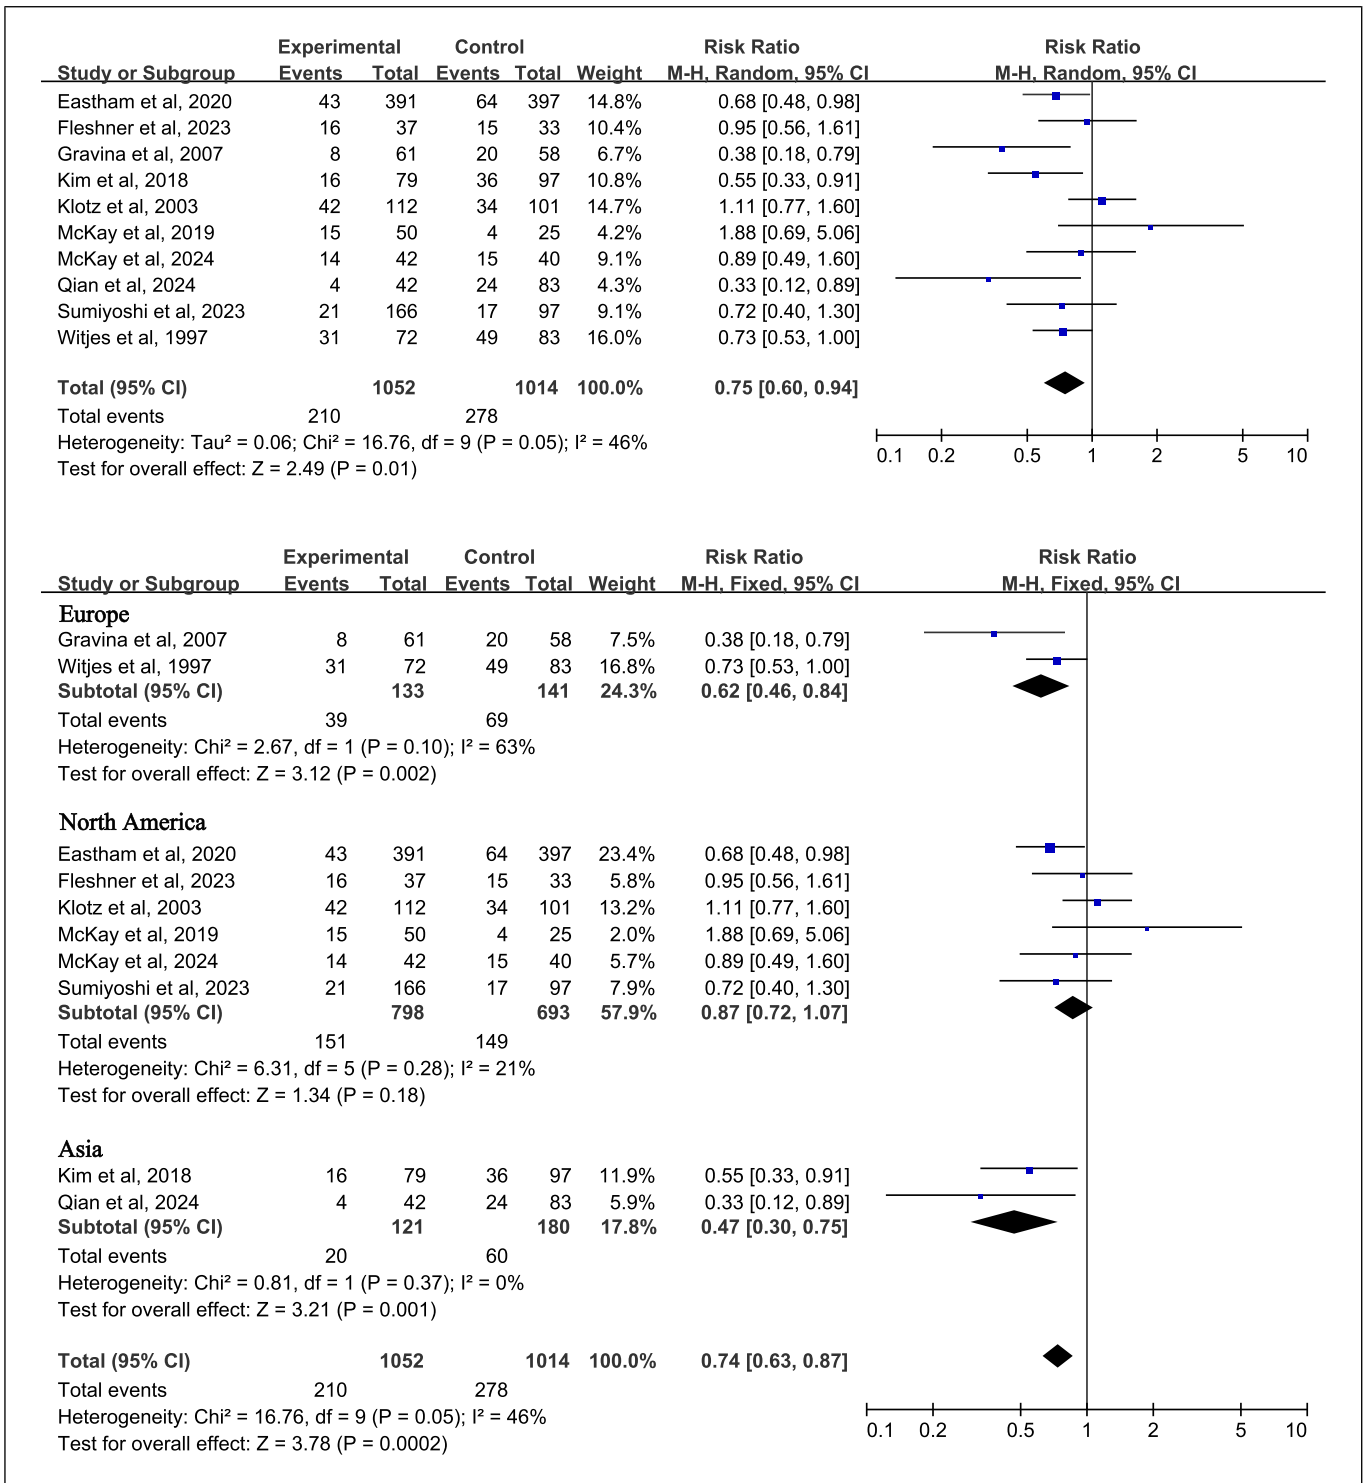 Experimental Control Risk Ratio Risk Ratio
Study or Subgroup Events Total Events Total Weight M-H, Random, 95% CI M-H, Random, 95% CI
Eastham et al, 2020 43 391 64 397 14.8% 0.68 [0.48, 0.98]
Fleshner et al, 2023 16 37 15 33 10.4% 0.95 [0.56, 1.61]
Gravina et al, 2007 8 61 20 58 6.7% 0.38 [0.18, 0.79]
Kim et al, 2018 16 79 36 97 10.8% 0.55 [0.33, 0.91]
Klotz et al, 2003 42 112 34 101 14.7% 1.11 [0.77, 1.60]
McKay et al, 2019 15 50 4 25 4.2% 1.88 [0.69, 5.06]
McKay et al, 2024 14 42 15 40 9.1% 0.89 [0.49, 1.60]
Qian et al, 2024 4 42 24 83 4.3% 0.33 [0.12, 0.89]
Sumiyoshi et al, 2023 21 166 17 97 9.1% 0.72 [0.40, 1.30]
Witjes et al, 1997 31 72 49 83 16.0% 0.73 [0.53, 1.00]
Total (95% CI) 1052 1014 100.0% 0.75 [0.60, 0.94]
Total events 210 278
Heterogeneity: Tau² = 0.06; Chi² = 16.76, df = 9 (P = 0.05); I² = 46%
Test for overall effect: Z = 2.49 (P = 0.01)
0.1 0.2 0.5 1 2 5 10
Experimental Control Risk Ratio Risk Ratio
Study or Subgroup Events Total Events Total Weight M-H, Fixed, 95% CI M-H, Fixed, 95% CI
Europe
Gravina et al, 2007 8 61 20 58 7.5% 0.38 [0.18, 0.79]
Witjes et al, 1997 31 72 49 83 16.8% 0.73 [0.53, 1.00]
Subtotal (95% CI) 133 141 24.3% 0.62 [0.46, 0.84]
Total events 39 69
Heterogeneity: Chi² = 2.67, df = 1 (P = 0.10); I² = 63%
Test for overall effect: Z = 3.12 (P = 0.002)
North America
Eastham et al, 2020 43 391 64 397 23.4% 0.68 [0.48, 0.98]
Fleshner et al, 2023 16 37 15 33 5.8% 0.95 [0.56, 1.61]
Klotz et al, 2003 42 112 34 101 13.2% 1.11 [0.77, 1.60]
McKay et al, 2019 15 50 4 25 2.0% 1.88 [0.69, 5.06]
McKay et al, 2024 14 42 15 40 5.7% 0.89 [0.49, 1.60]
Sumiyoshi et al, 2023 21 166 17 97 7.9% 0.72 [0.40, 1.30]
Subtotal (95% CI) 798 693 57.9% 0.87 [0.72, 1.07]
Total events 151 149
Heterogeneity: Chi² = 6.31, df = 5 (P = 0.28); I² = 21%
Test for overall effect: Z = 1.34 (P = 0.18)
Asia
Kim et al, 2018 16 79 36 97 11.9% 0.55 [0.33, 0.91]
Qian et al, 2024 4 42 24 83 5.9% 0.33 [0.12, 0.89]
Subtotal (95% CI) 121 180 17.8% 0.47 [0.30, 0.75]
Total events 20 60
Heterogeneity: Chi² = 0.81, df = 1 (P = 0.37); I² = 0%
Test for overall effect: Z = 3.21 (P = 0.001)
Total (95% CI) 1052 1014 100.0% 0.74 [0.63, 0.87]
Total events 210 278
Heterogeneity: Chi² = 16.76, df = 9 (P = 0.05); I² = 46%
Test for overall effect: Z = 3.78 (P = 0.0002)
0.1 0.2 0.5 1 2 5 10